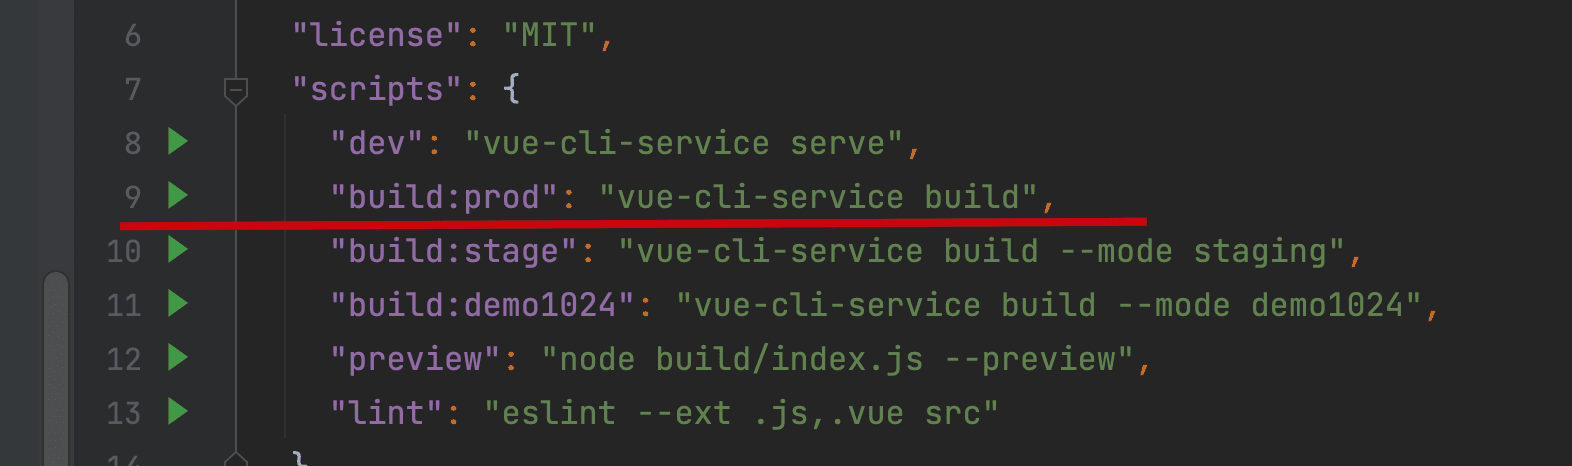 6 "license": "MIT",
7 "scripts": {
8 "dev": "vue-cli-service serve",
9 "build:prod": "vue-cli-service build",
10 "build:stage": "vue-cli-service build --mode staging",
11 "build:demo1024": "vue-cli-service build --mode demo1024",
12 "preview": "node build/index.js --preview",
13 "lint": "eslint --ext .js,.vue src"
14 }